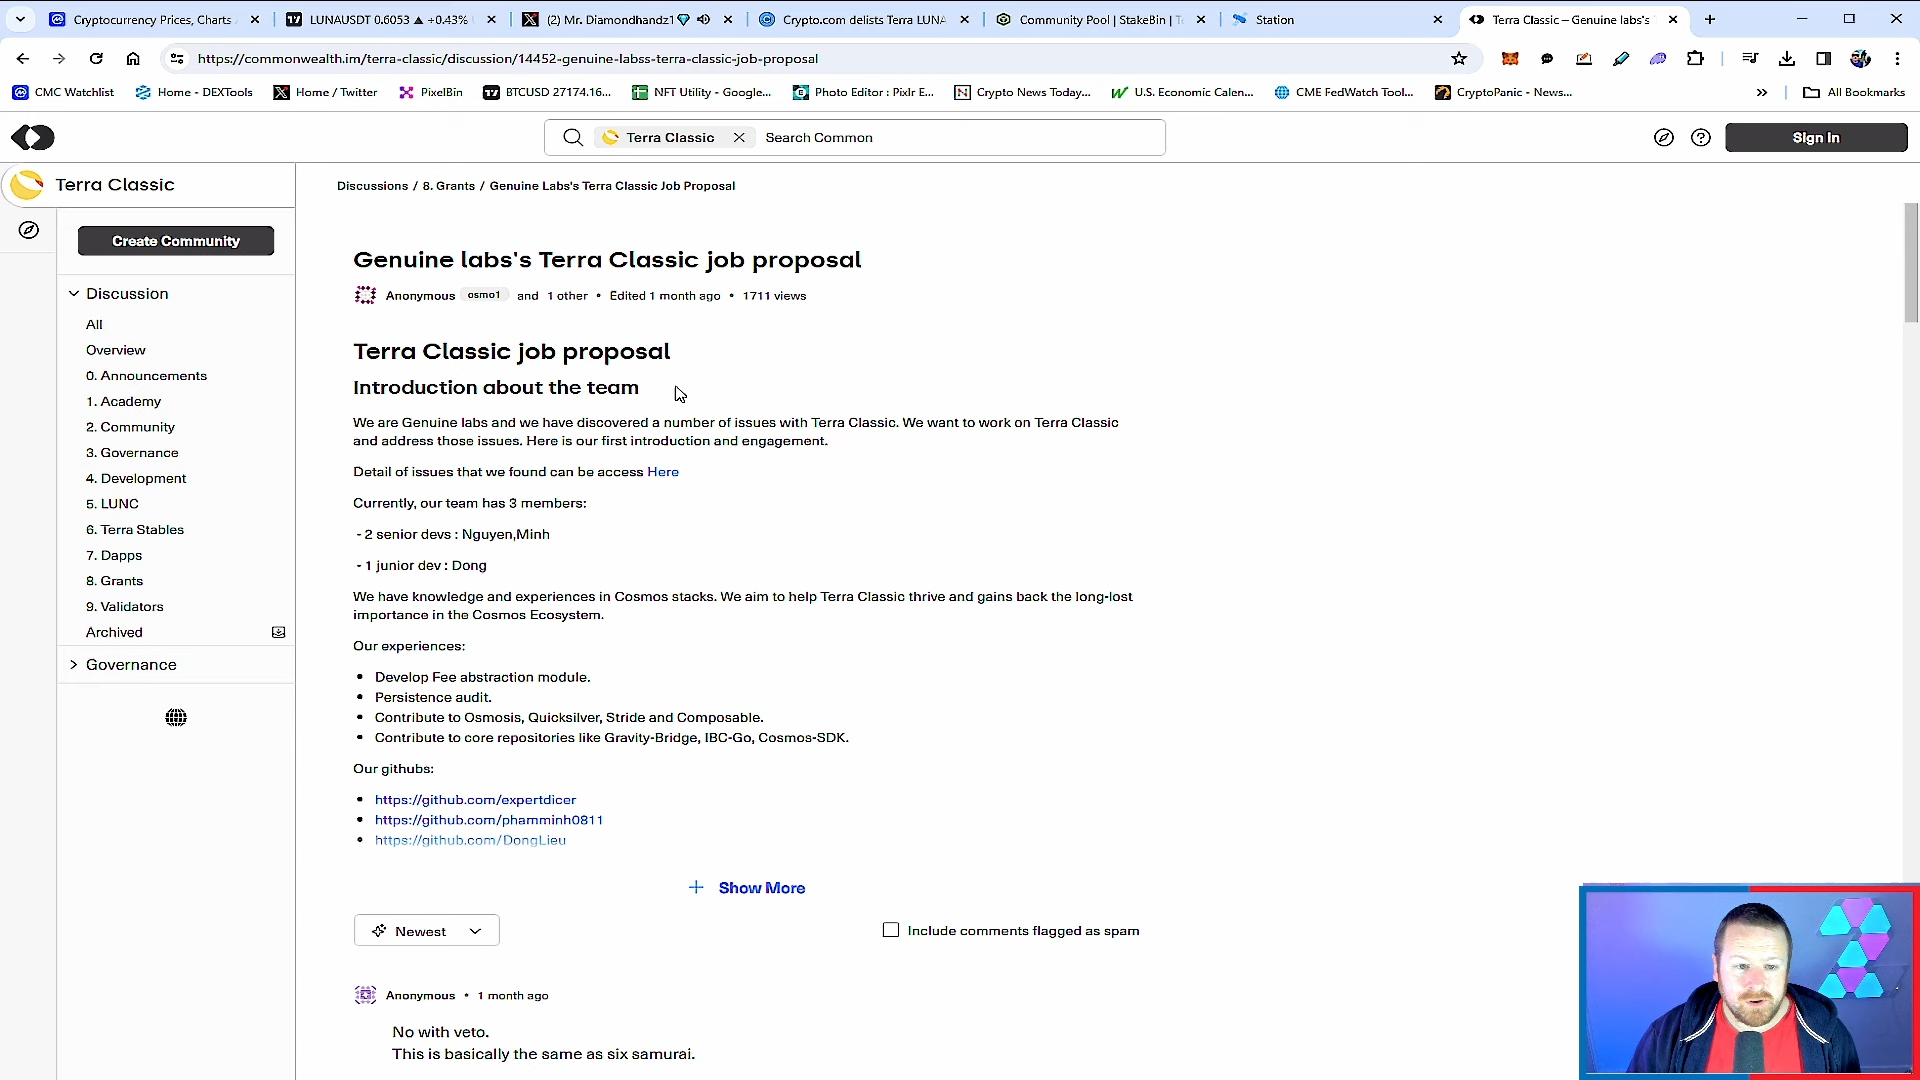 Cryptocurrency Prices, Charts
LUNAUSDT 0.6053 ▲ +0.43%
(2) Mr. Diamondhandz1
Crypto.com delists Terra LUNA
Community Pool | StakeBin | Te
Station
Terra Classic – Genuine labs's
https://commonwealth.im/terra-classic/discussion/14452-genuine-labss-terra-classic-job-proposal
CMC Watchlist
Home - DEXTools
Home / Twitter
PixelBin
BTCUSD 27174.16...
NFT Utility - Google...
Photo Editor : Pixlr E...
Crypto News Today...
U.S. Economic Calen...
CME FedWatch Tool...
CryptoPanic - News...
All Bookmarks
Terra Classic
Search Common
Sign in
Terra Classic
Create Community
Discussion
All
Overview
0. Announcements
1. Academy
2. Community
3. Governance
4. Development
5. LUNC
6. Terra Stables
7. Dapps
8. Grants
9. Validators
Archived
Governance
Discussions / 8. Grants / Genuine Labs's Terra Classic Job Proposal
Genuine labs's Terra Classic job proposal
Anonymous osmo1 and 1 other • Edited 1 month ago • 1711 views
Terra Classic job proposal
Introduction about the team
We are Genuine labs and we have discovered a number of issues with Terra Classic. We want to work on Terra Classic
and address those issues. Here is our first introduction and engagement.
Detail of issues that we found can be access Here
Currently, our team has 3 members:
- 2 senior devs : Nguyen,Minh
- 1 junior dev : Dong
We have knowledge and experiences in Cosmos stacks. We aim to help Terra Classic thrive and gains back the long-lost
importance in the Cosmos Ecosystem.
Our experiences:
• Develop Fee abstraction module.
• Persistence audit.
• Contribute to Osmosis, Quicksilver, Stride and Composable.
• Contribute to core repositories like Gravity-Bridge, IBC-Go, Cosmos-SDK.
Our githubs:
• https://github.com/expertdicer
• https://github.com/phamminh0811
• https://github.com/DongLieu
Show More
Newest
Include comments flagged as spam
Anonymous • 1 month ago
No with veto.
This is basically the same as six samurai.